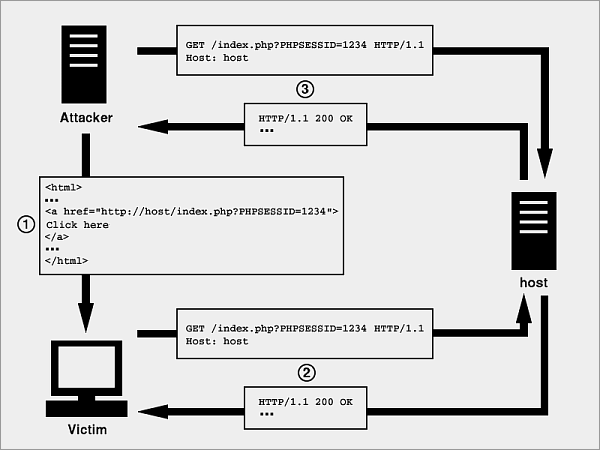 GET /index.php?PHPSESSID=1234 HTTP/1.1
Host: host
③
HTTP/1.1 200 OK
...
Attacker
①
<html>
...
<a href="http://host/index.php?PHPSESSID=1234">
Click here
</a>
...
</html>
host
GET /index.php?PHPSESSID=1234 HTTP/1.1
Host: host
②
HTTP/1.1 200 OK
...
Victim